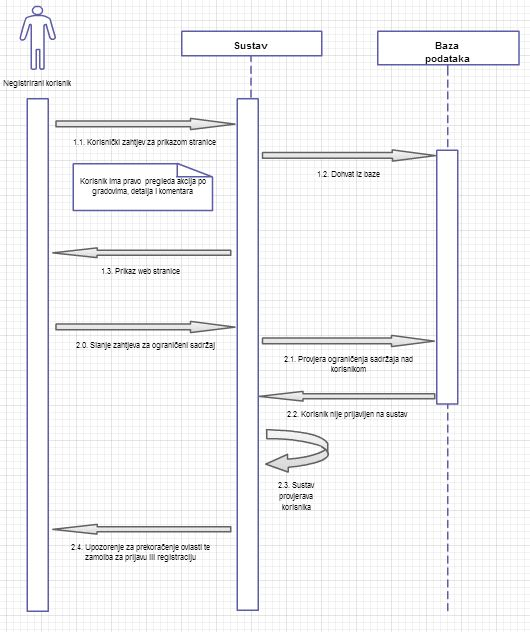 Sustav
Baza
podataka
Negistrirani korisnik
1.1. Korisnički zahtjev za prikazom stranice
1.2. Dohvat iz baze
Korisnik ima pravo pregleda akcija po
gradovima, detalja i komentara
1.3. Prikaz web stranice
2.0. Slanje zahtjeva za ograničeni sadržaj
2.1. Provjera ograničenja sadržaja nad
korisnikom
2.2. Korisnik nije prijavljen na sustav
2.3. Sustav
provjerava
korisnika
2.4. Upozorenje za prekoračenje ovlasti te
zamolba za prijavu ili registraciju